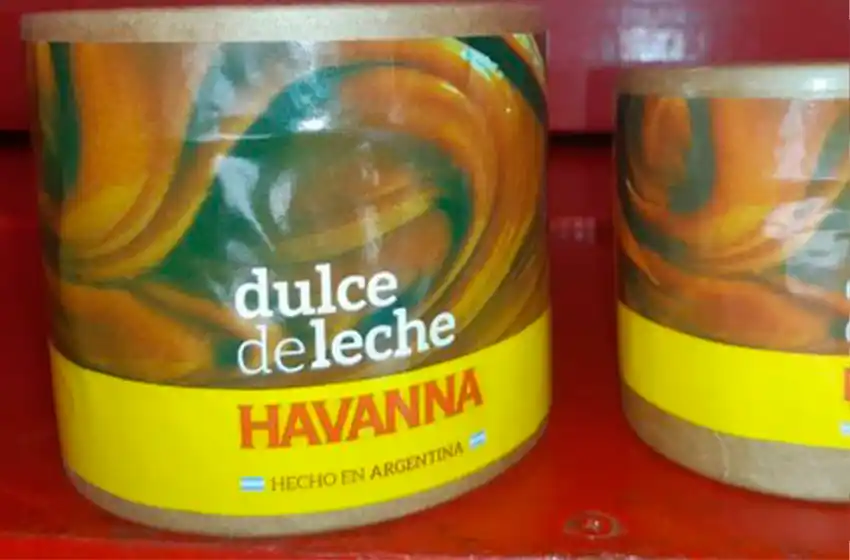 dulce
de leche
HAVANNA
HECHO EN ARGENTINA